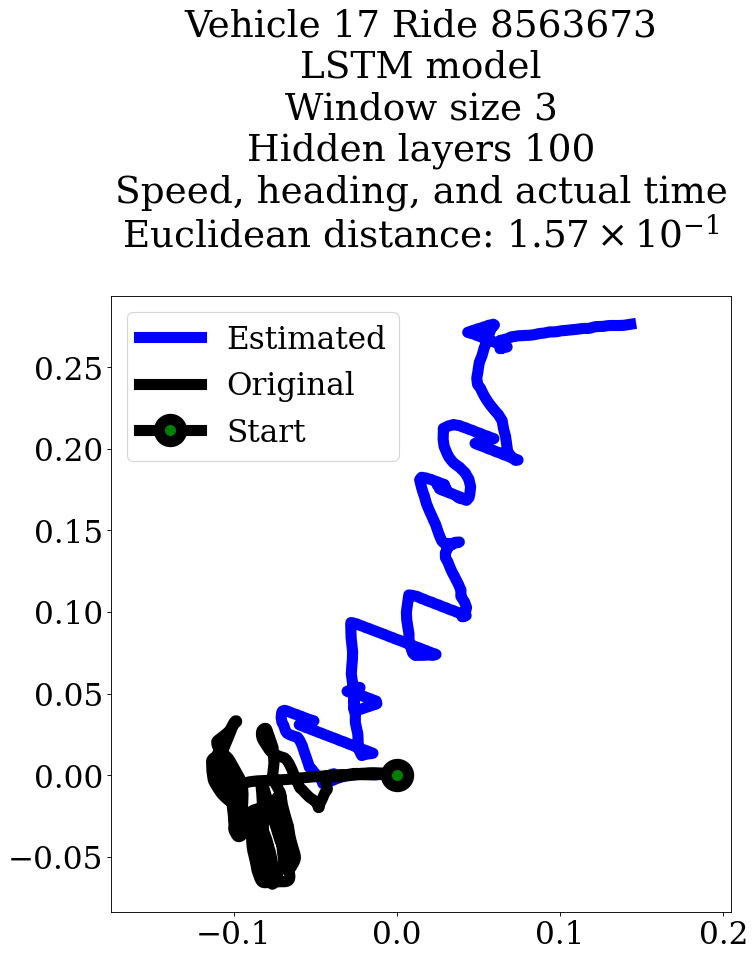 Vehicle 17 Ride 8563673
LSTM model
Window size 3
Hidden layers 100
Speed, heading, and actual time
Euclidean distance: 1.57 × 10⁻¹
Estimated
Original
Start
0.25
0.20
0.15
0.10
0.05
0.00
−0.05
−0.1 0.0 0.1 0.2